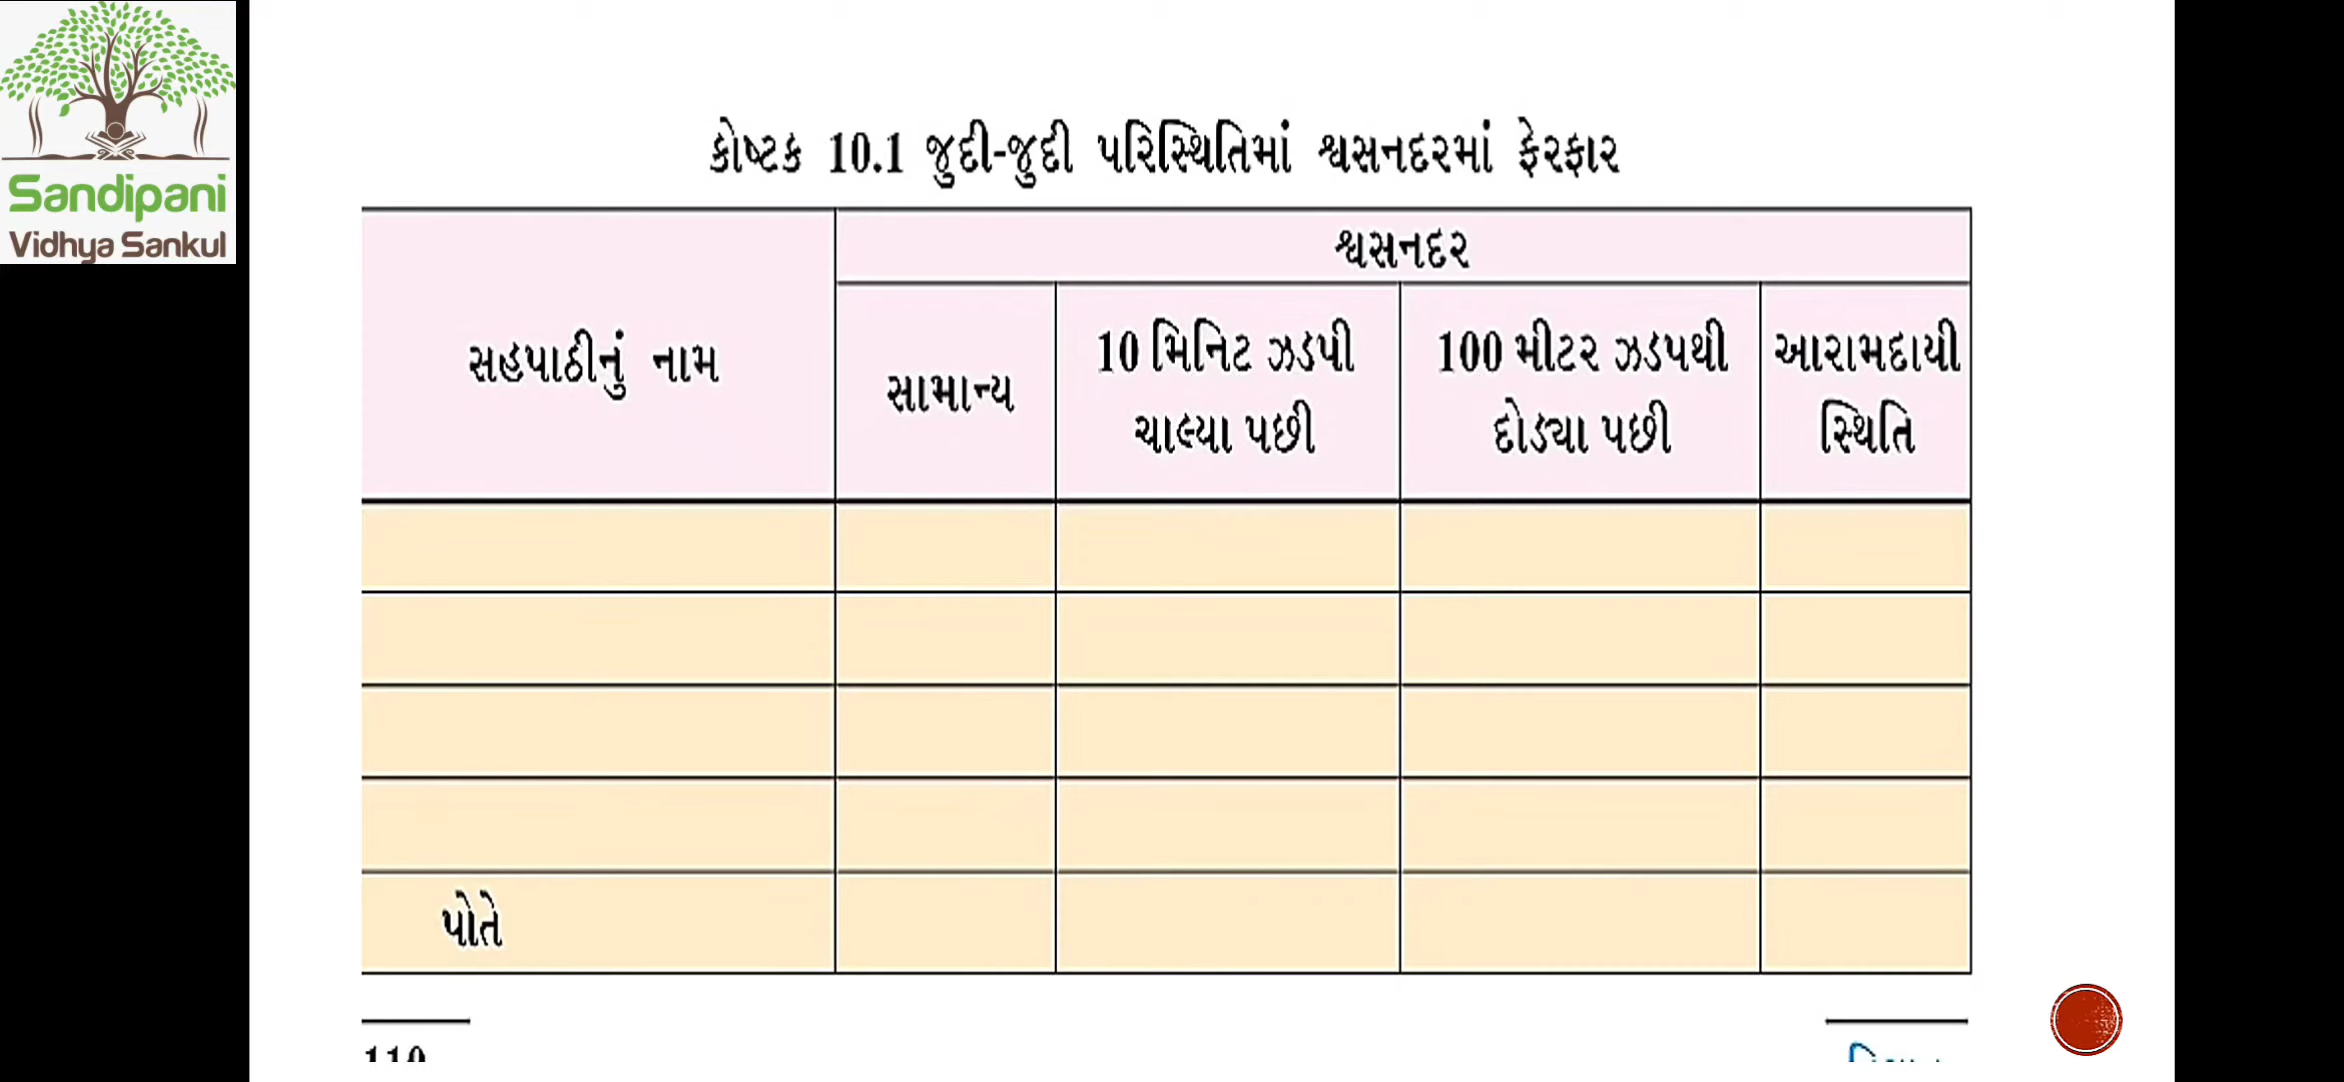 Sandipani
Vidhya Sankul
કોષ્ટક 10.1 જુદી-જુદી પરિસ્થિતિમાં શ્વસનદરમાં ફેરફાર
સહપાઠીનું નામ
શ્વસનદર
સામાન્ય
10 મિનિટ ઝડપી
ચાલ્યા પછી
100 મીટર ઝડપથી
દોડ્યા પછી
આરામદાયી
સ્થિતિ
પોતે